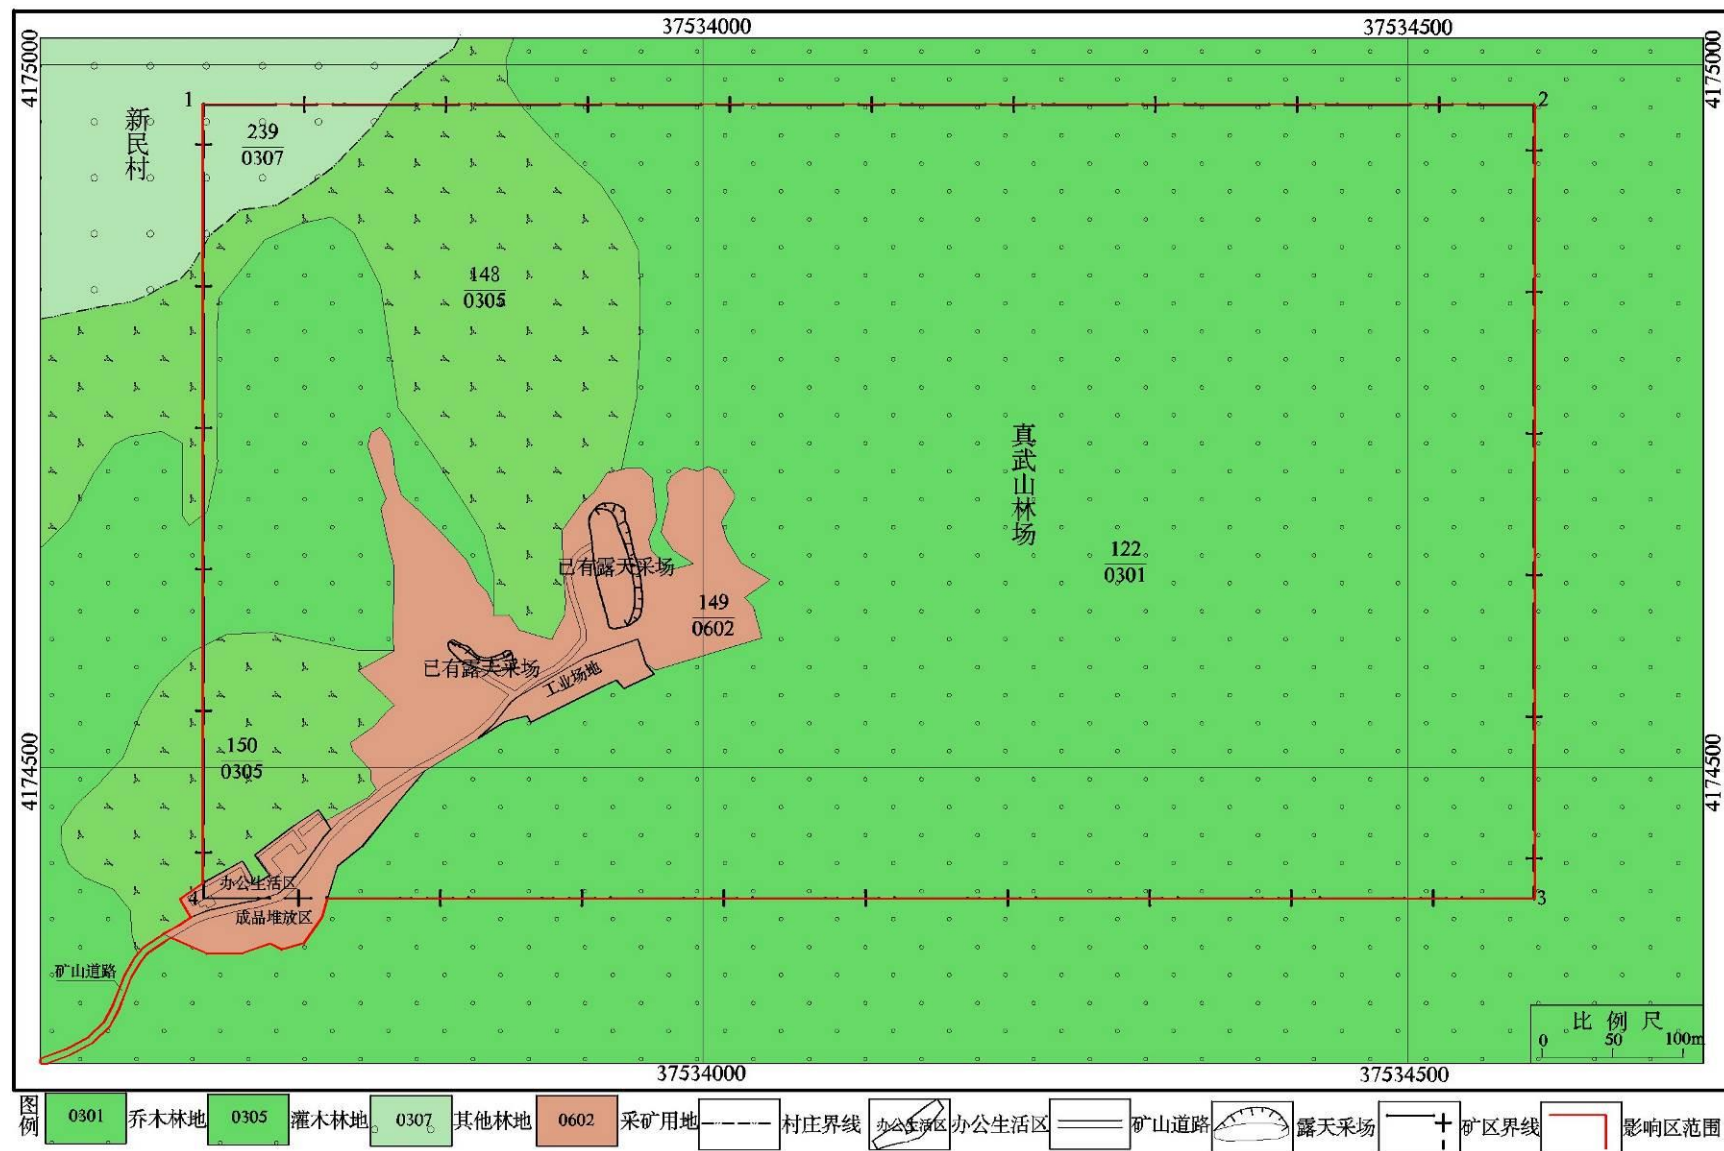 37534000
37534500
4175000
4175000
1
2
新民村
239
0307
148
0305
真武山林场
122
0301
已有露天采场
149
0602
已有露天采场
工业场地
150
0305
4174500
4174500
办公生活区
4
3
成品堆放区
矿山道路
比例尺
0 50 100m
37534000
37534500
图例
0301 乔木林地
0305 灌木林地
0307 其他林地
0602 采矿用地
村庄界线
办公生活区 办公生活区
矿山道路
露天采场
矿区界线
影响区范围